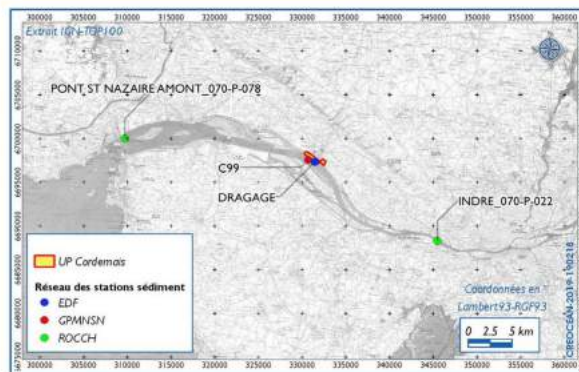 Extrait IGN-TOP100
PONT ST NAZAIRE AMONT_070-P-078
C99
DRAGAGE
INDRE_070-P-022
UP Cordemais
Réseau des stations sédiment
EDF
GPMNSN
ROCCH
Coordonnées en
Lambert93-RGF93
0 2.5 5 km
CREOCEAN-2019-190216
6710000
6705000
6700000
6695000
6690000
6685000
6680000
6675000
300000 305000 310000 315000 320000 325000 330000 335000 340000 345000 350000 355000 360000